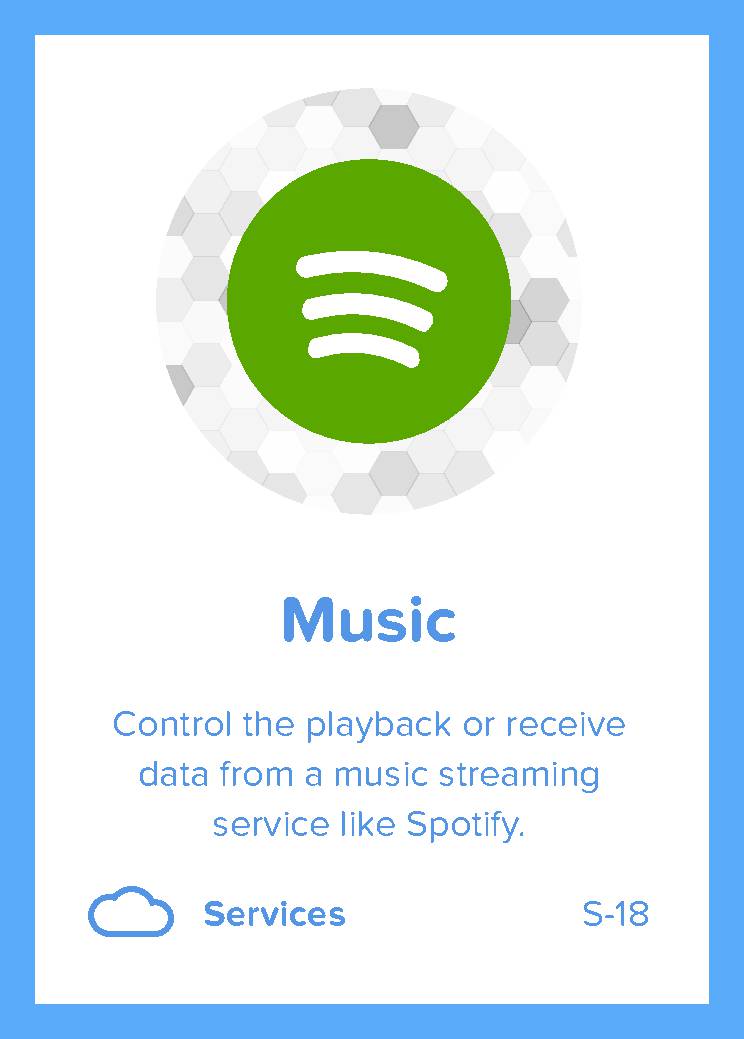 Music
Control the playback or receive
data from a music streaming
service like Spotify.
Services
S-18